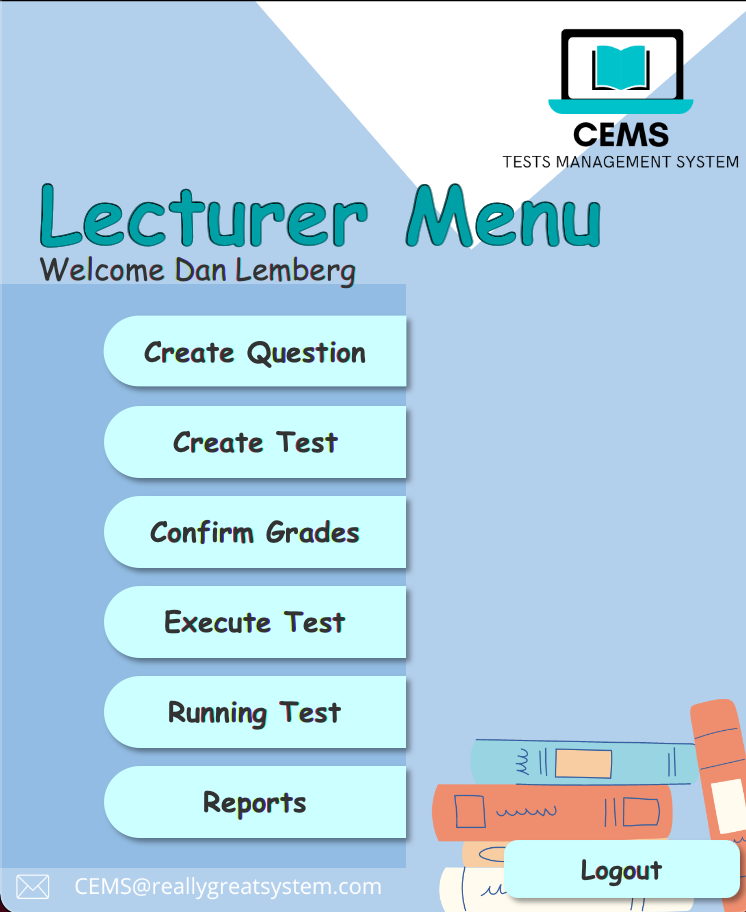 CEMS
TESTS MANAGEMENT SYSTEM
Lecturer Menu
Welcome Dan Lemberg
Create Question
Create Test
Confirm Grades
Execute Test
Running Test
Reports
Logout
CEMS@reallygreatsystem.com